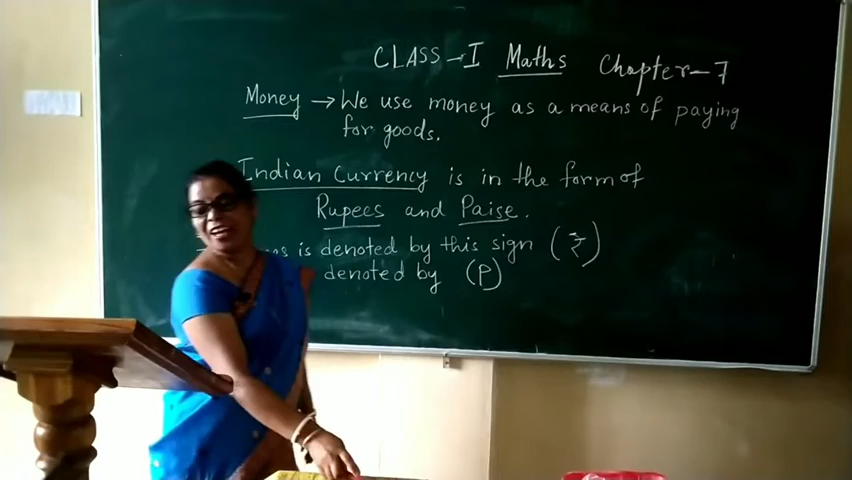 CLASS - I Maths Chapter - 7
Money → We use money as a means of paying
for goods.
Indian Currency is in the form of
Rupees and Paise.
is denoted by this sign (₹)
denoted by (P)